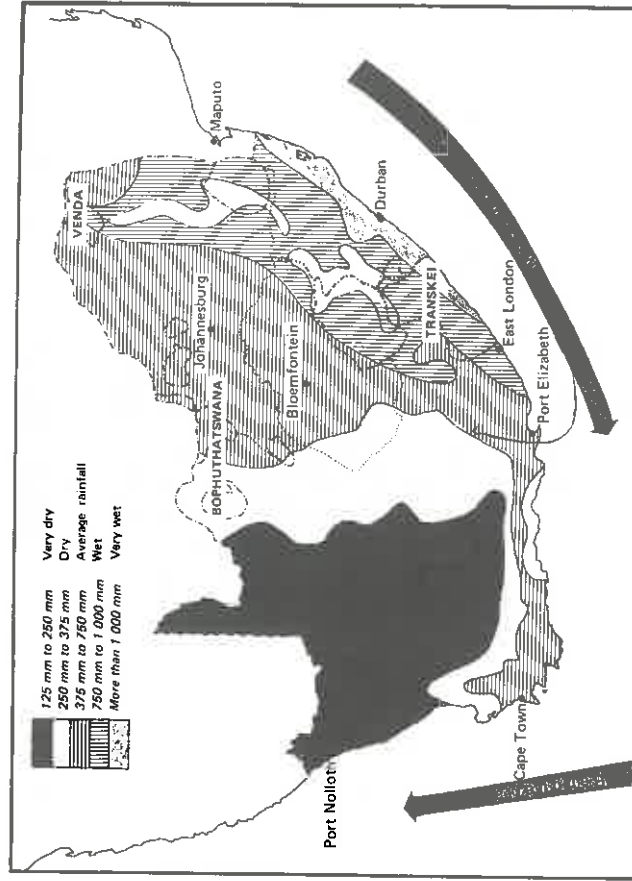 125 mm to 250 mm Very dry
250 mm to 375 mm Dry
375 mm to 750 mm Average rainfall
750 mm to 1 000 mm Wet
More than 1 000 mm Very wet
VENDA
Maputo
Johannesburg
BOPHUTHATSWANA
Bloemfontein
Durban
Port Nolloth
TRANSKEI
East London
Port Elizabeth
Cape Town